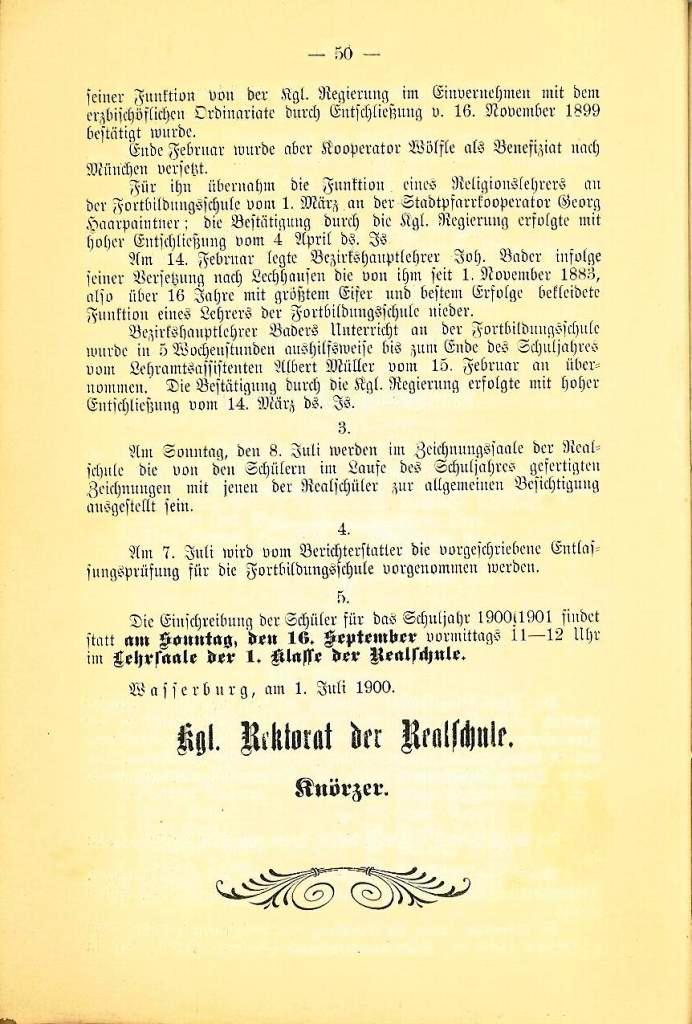 — 50 —
seiner Funktion von der Kgl. Regierung im Einvernehmen mit dem
erzbischöflichen Ordinariate durch Entschließung v. 16. November 1899
bestätigt wurde.
Ende Februar wurde aber Kooperator Wölfle als Benefiziat nach
München versetzt.
Für ihn übernahm die Funktion eines Religionslehrers an
der Fortbildungsschule vom 1. März an der Stadtpfarrkooperator Georg
Haarpaintner; die Bestätigung durch die Kgl. Regierung erfolgte mit
hoher Entschließung vom 4 April ds. Js
Am 14. Februar legte Bezirkshauptlehrer Joh. Bader infolge
seiner Versetzung nach Lechhausen die von ihm seit 1. November 1883,
also über 16 Jahre mit größtem Eifer und bestem Erfolge bekleidete
Funktion eines Lehrers der Fortbildungsschule nieder.
Bezirkshauptlehrer Baders Unterricht an der Fortbildungsschule
wurde in 5 Wochenstunden aushilfsweise bis zum Ende des Schuljahres
vom Lehramtsassistenten Albert Müller vom 15. Februar an über-
nommen. Die Bestätigung durch die Kgl. Regierung erfolgte mit hoher
Entschließung vom 14. März ds. Js.
3.
Am Sonntag, den 8. Juli werden im Zeichnungssaale der Real-
schule die von den Schülern im Laufe des Schuljahres gefertigten
Zeichnungen mit jenen der Realschüler zur allgemeinen Besichtigung
ausgestellt sein.
4.
Am 7. Juli wird vom Berichterstatter die vorgeschriebene Entlas-
sungsprüfung für die Fortbildungsschule vorgenommen werden.
5.
Die Einschreibung der Schüler für das Schuljahr 1900/1901 findet
statt am Sonntag, den 16. September vormittags 11—12 Uhr
im Lehrsaale der 1. Klasse der Realschule.
Wasserburg, am 1. Juli 1900.
Kgl. Rektorat der Realschule.
Knörzer.